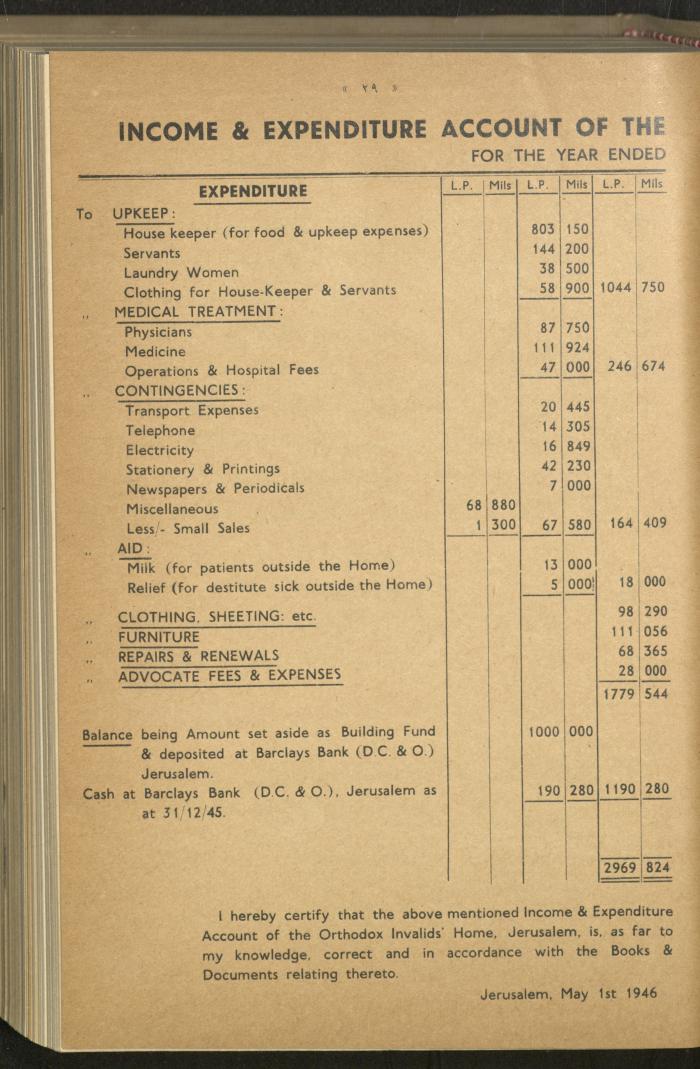 « ٢٩ »
INCOME & EXPENDITURE ACCOUNT OF THE
FOR THE YEAR ENDED
EXPENDITURE L.P. Mils L.P. Mils L.P. Mils
To UPKEEP:
House keeper (for food & upkeep expenses) 803 150
Servants 144 200
Laundry Women 38 500
Clothing for House-Keeper & Servants 58 900 1044 750
,, MEDICAL TREATMENT:
Physicians 87 750
Medicine 111 924
Operations & Hospital Fees 47 000 246 674
,, CONTINGENCIES:
Transport Expenses 20 445
Telephone 14 305
Electricity 16 849
Stationery & Printings 42 230
Newspapers & Periodicals 7 000
Miscellaneous 68 880
Less/- Small Sales 1 300 67 580 164 409
,, AID:
Milk (for patients outside the Home) 13 000
Relief (for destitute sick outside the Home) 5 000 18 000
,, CLOTHING, SHEETING: etc. 98 290
,, FURNITURE 111 056
,, REPAIRS & RENEWALS 68 365
,, ADVOCATE FEES & EXPENSES 28 000
1779 544
Balance being Amount set aside as Building Fund 1000 000
& deposited at Barclays Bank (D.C. & O.)
Jerusalem.
Cash at Barclays Bank (D.C. & O.), Jerusalem as 190 280 1190 280
at 31/12/45.
2969 824
I hereby certify that the above mentioned Income & Expenditure
Account of the Orthodox Invalids' Home, Jerusalem, is, as far to
my knowledge, correct and in accordance with the Books &
Documents relating thereto.
Jerusalem, May 1st 1946